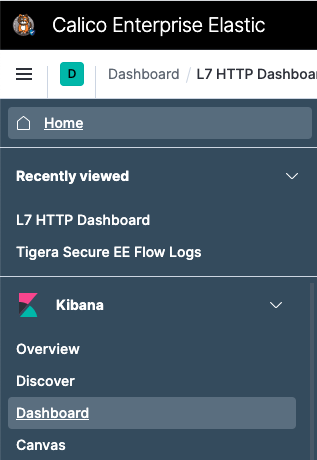 Calico Enterprise Elastic
D
Dashboard / L7 HTTP Dashboa
Home
Recently viewed
L7 HTTP Dashboard
Tigera Secure EE Flow Logs
Kibana
Overview
Discover
Dashboard
Canvas